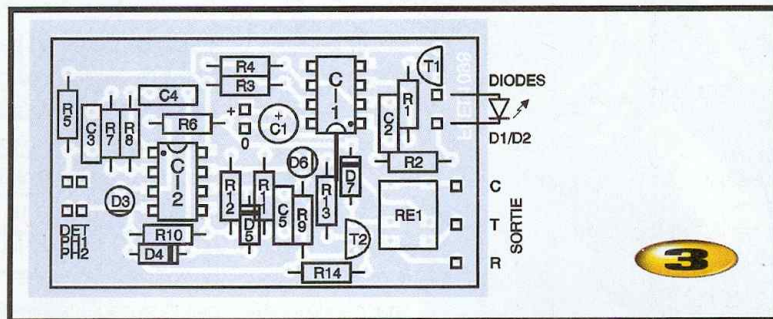 R4
R3
T1
DIODES
D1/D2
C4
C I 1
R1
C2
R5
C3
R7
R8
R6
+
0
+
C1
C I 2
D6
D7
R2
R12
D5
R11
C5
R9
R13
D3
DET
PH1
PH2
R10
D4
R14
T2
RE1
C
T
R
SORTIE
3